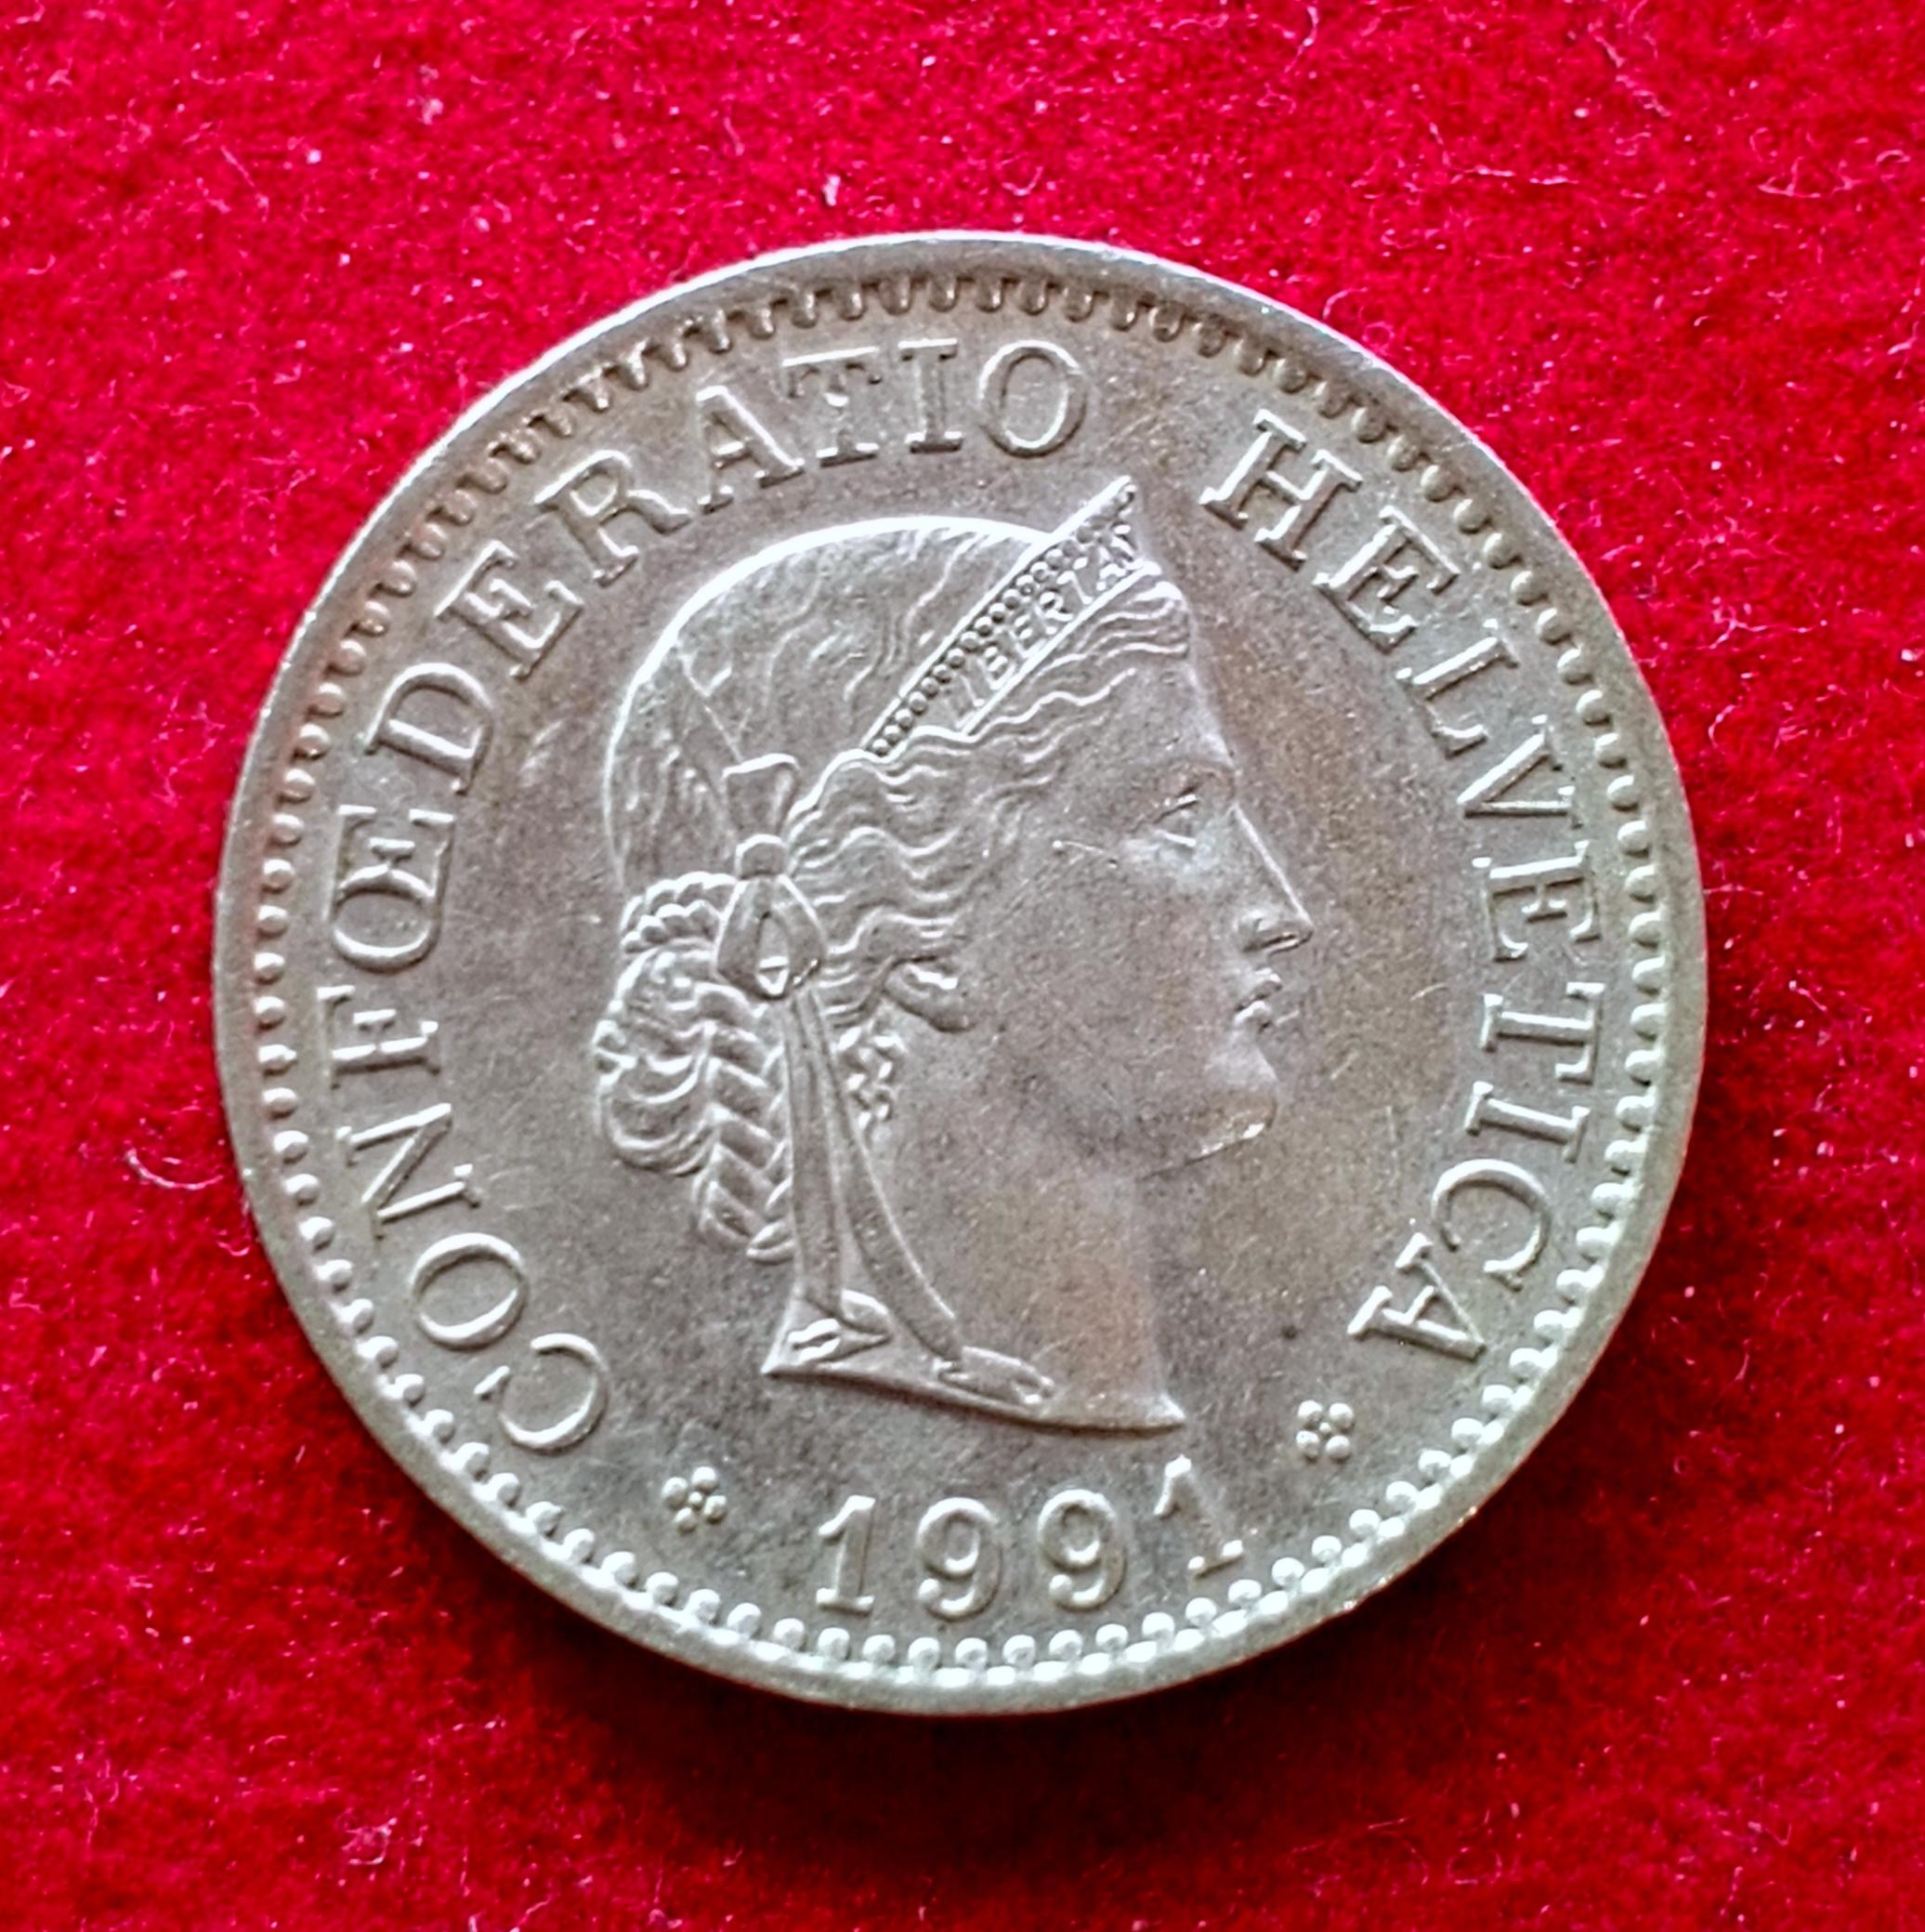 CONFŒDERATIO HELVETICA
LIBERTAS
1991